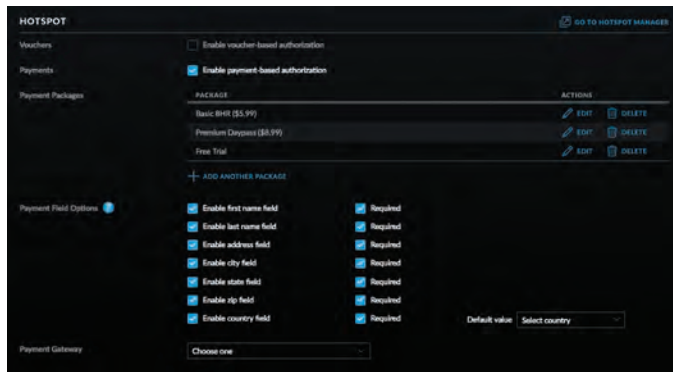 HOTSPOT GO TO HOTSPOT MANAGER
Vouchers Enable voucher-based authorization
Payments Enable payment-based authorization
Payment Packages PACKAGE ACTIONS
Basic 8HR ($5.99) EDIT DELETE
Premium Daypass ($8.99) EDIT DELETE
Free Trial EDIT DELETE
ADD ANOTHER PACKAGE
Payment Field Options ? Enable first name field Required
Enable last name field Required
Enable address field Required
Enable city field Required
Enable state field Required
Enable zip field Required
Enable country field Required Default value Select country
Payment Gateway Choose one